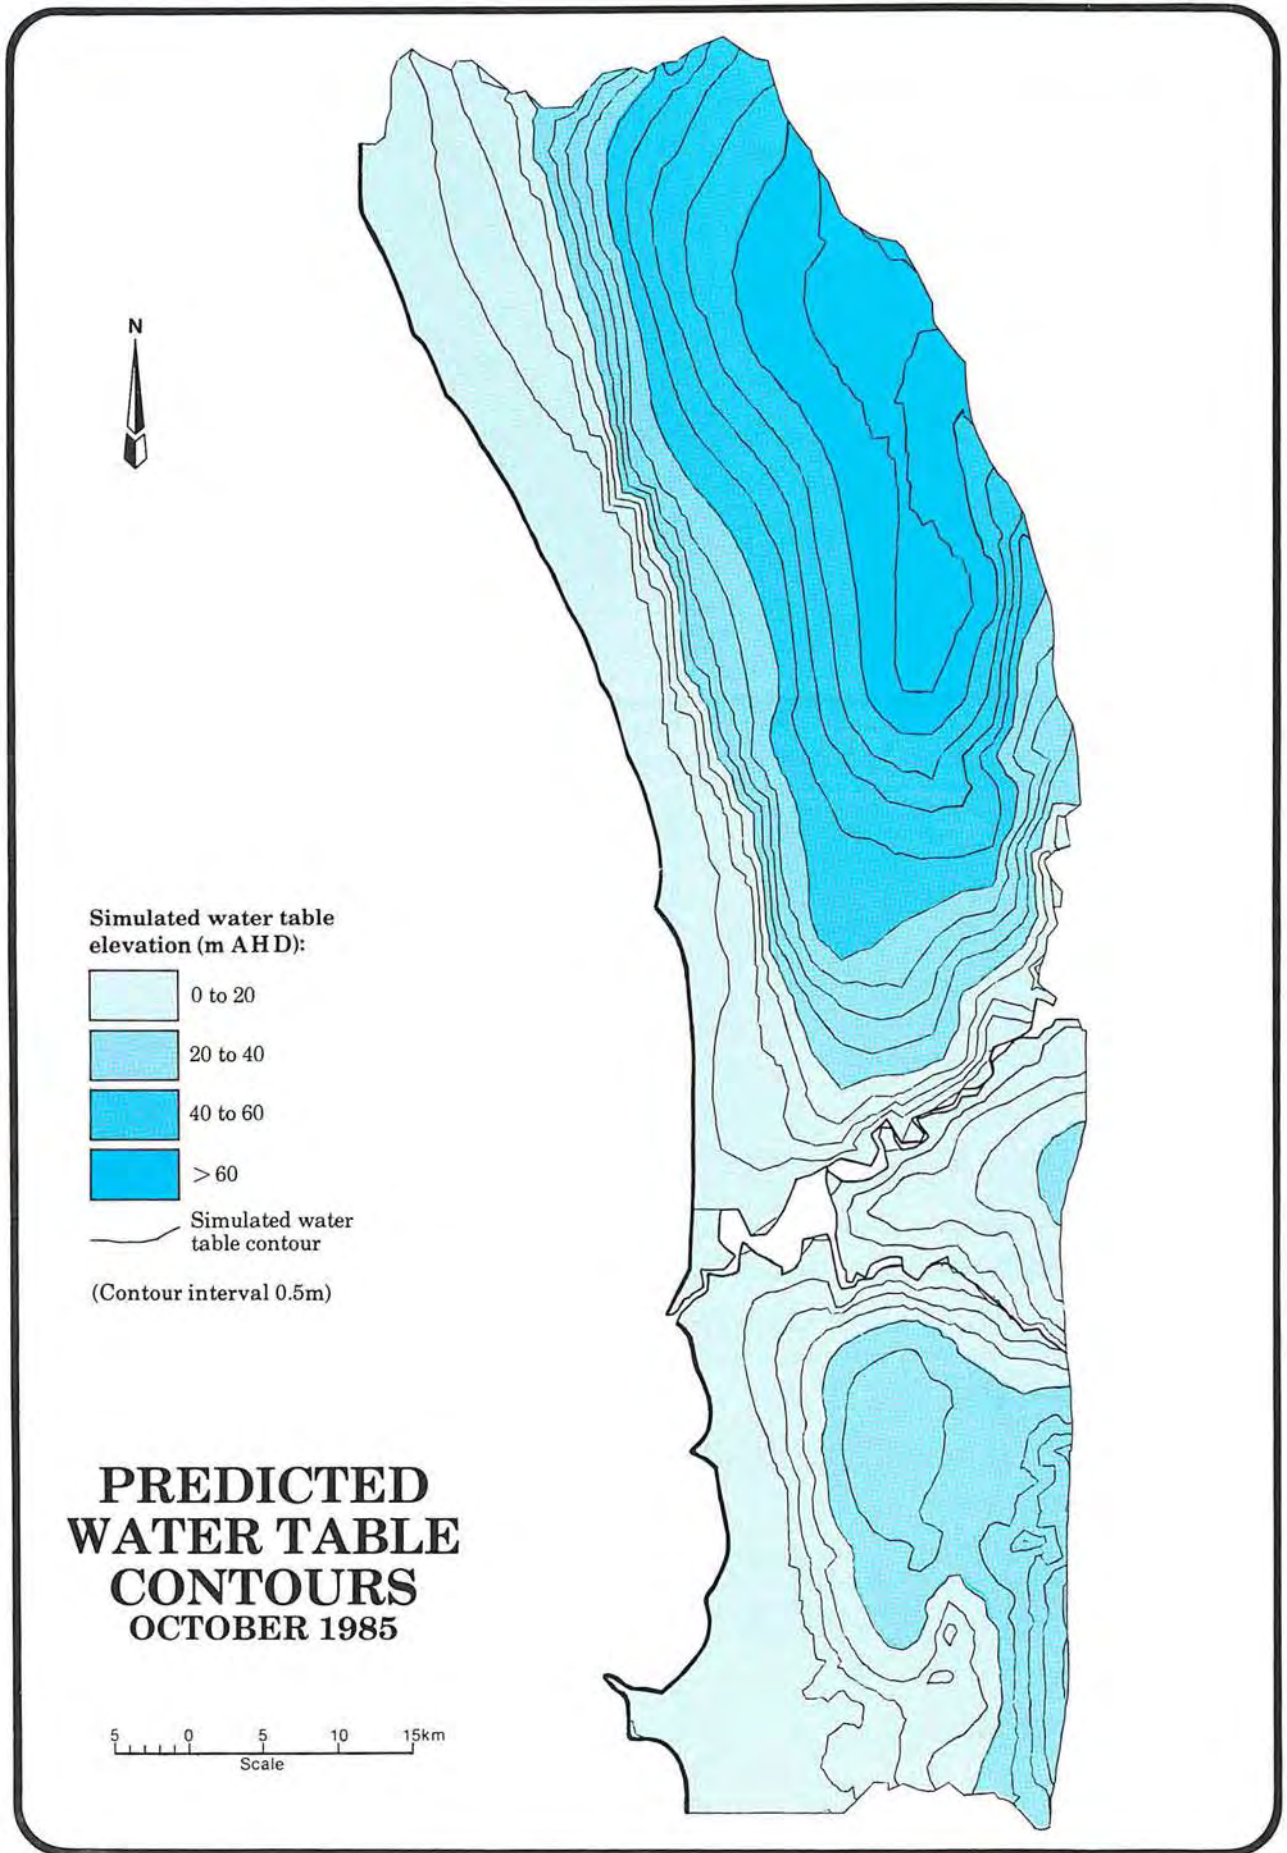 N
Simulated water table
elevation (m AHD):
0 to 20
20 to 40
40 to 60
> 60
Simulated water
table contour
(Contour interval 0.5m)
PREDICTED
WATER TABLE
CONTOURS
OCTOBER 1985
5 0 5 10 15km
Scale